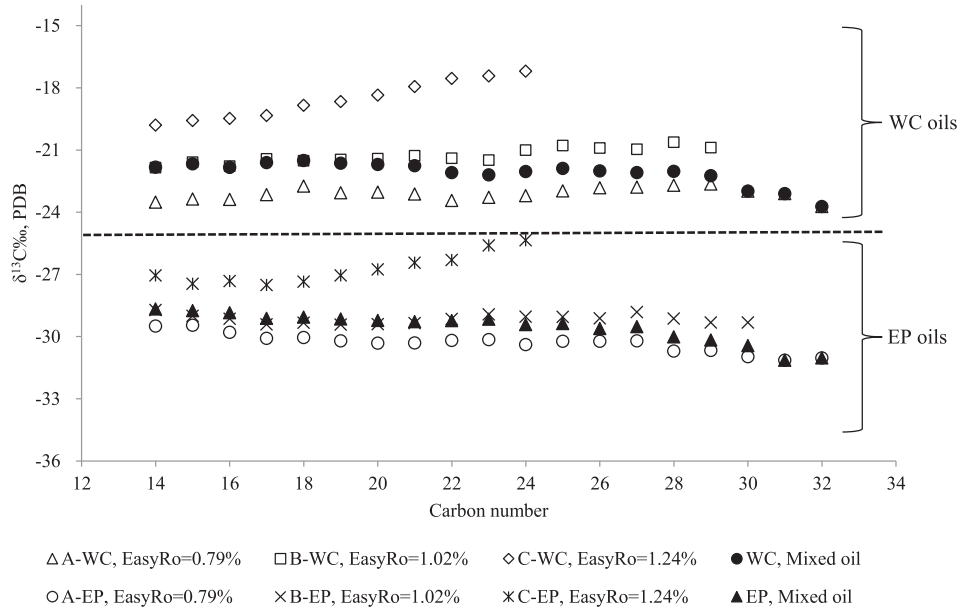 -15
-18
-21
-24
-27
-30
-33
-36
δ¹³C‰, PDB
WC oils
EP oils
12 14 16 18 20 22 24 26 28 30 32 34
Carbon number
A-WC, EasyRo=0.79% B-WC, EasyRo=1.02% C-WC, EasyRo=1.24% WC, Mixed oil
A-EP, EasyRo=0.79% B-EP, EasyRo=1.02% C-EP, EasyRo=1.24% EP, Mixed oil